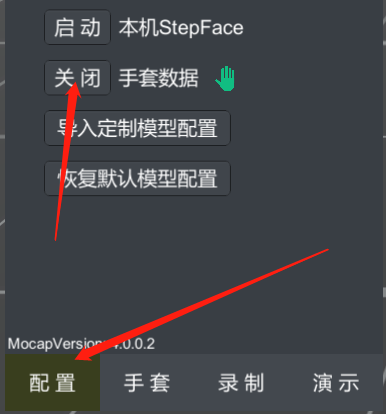 启动 本机StepFace
关闭 手套数据
导入定制模型配置
恢复默认模型配置
MocapVersion: 4.0.0.2
配置 手套 录制 演示